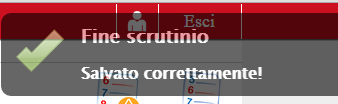 Esci
Fine scrutinio
Salvato correttamente!